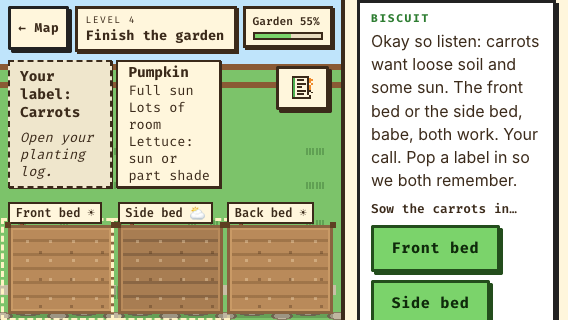 ← Map
LEVEL 4
Finish the garden
Garden 55%
Your
label:
Carrots
Open your
planting
log.
Pumpkin
Full sun
Lots of
room
Lettuce:
sun or
part shade
Front bed ☀
Side bed ⛅
Back bed ☀
BISCUIT
Okay so listen: carrots
want loose soil and
some sun. The front
bed or the side bed,
babe, both work. Your
call. Pop a label in so
we both remember.
Sow the carrots in…
Front bed
Side bed